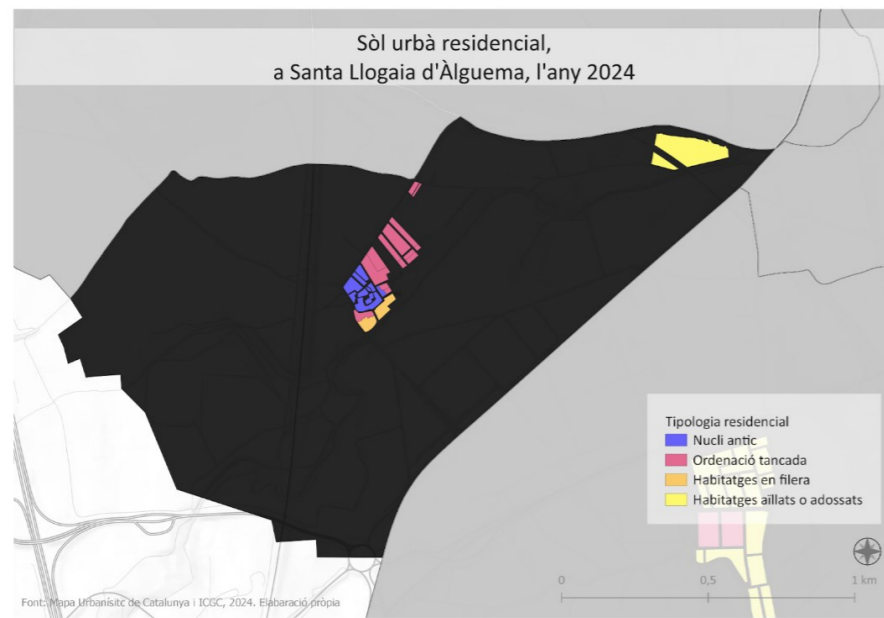 Sòl urbà residencial,
a Santa Llogaia d'Àlguema, l'any 2024
Tipologia residencial
Nucli antic
Ordenació tancada
Habitatges en filera
Habitatges aïllats o adossats
0 0,5 1 km
Font: Mapa Urbanísitc de Catalunya i ICGC, 2024. Elabaració pròpia